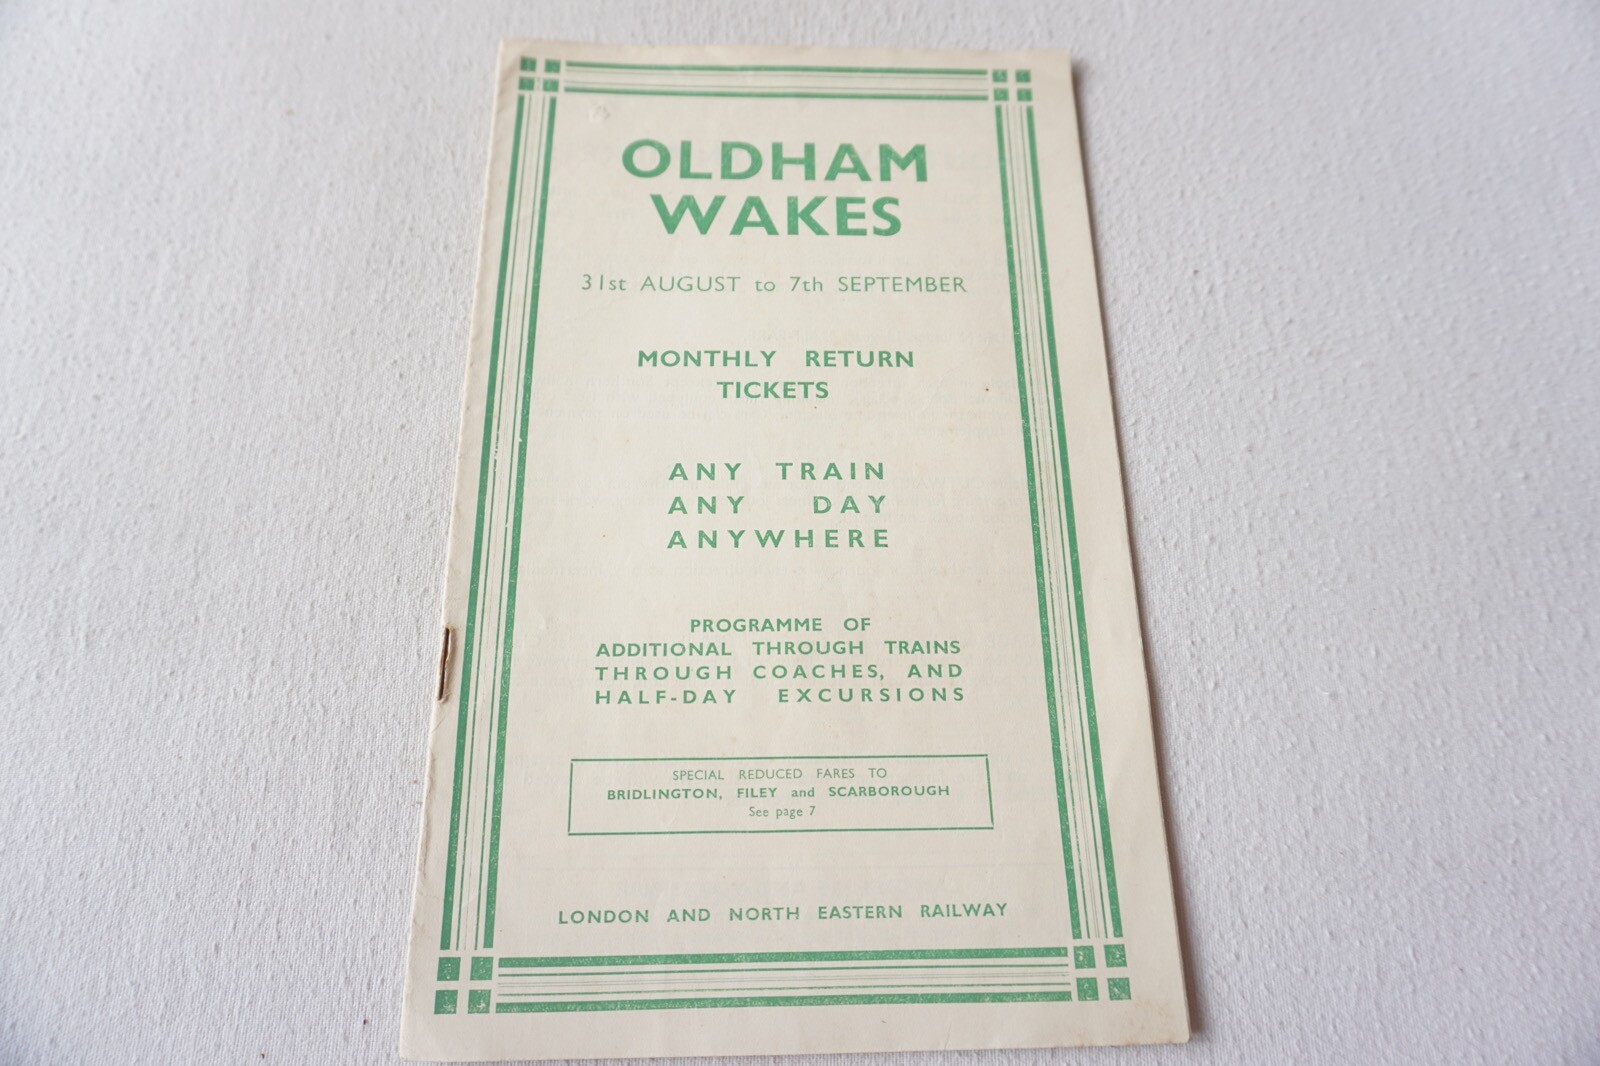 OLDHAM
WAKES
31st AUGUST to 7th SEPTEMBER
MONTHLY RETURN
TICKETS
ANY TRAIN
ANY DAY
ANYWHERE
PROGRAMME OF
ADDITIONAL THROUGH TRAINS
THROUGH COACHES, AND
HALF-DAY EXCURSIONS
SPECIAL REDUCED FARES TO
BRIDLINGTON, FILEY and SCARBOROUGH
See page 7
LONDON AND NORTH EASTERN RAILWAY